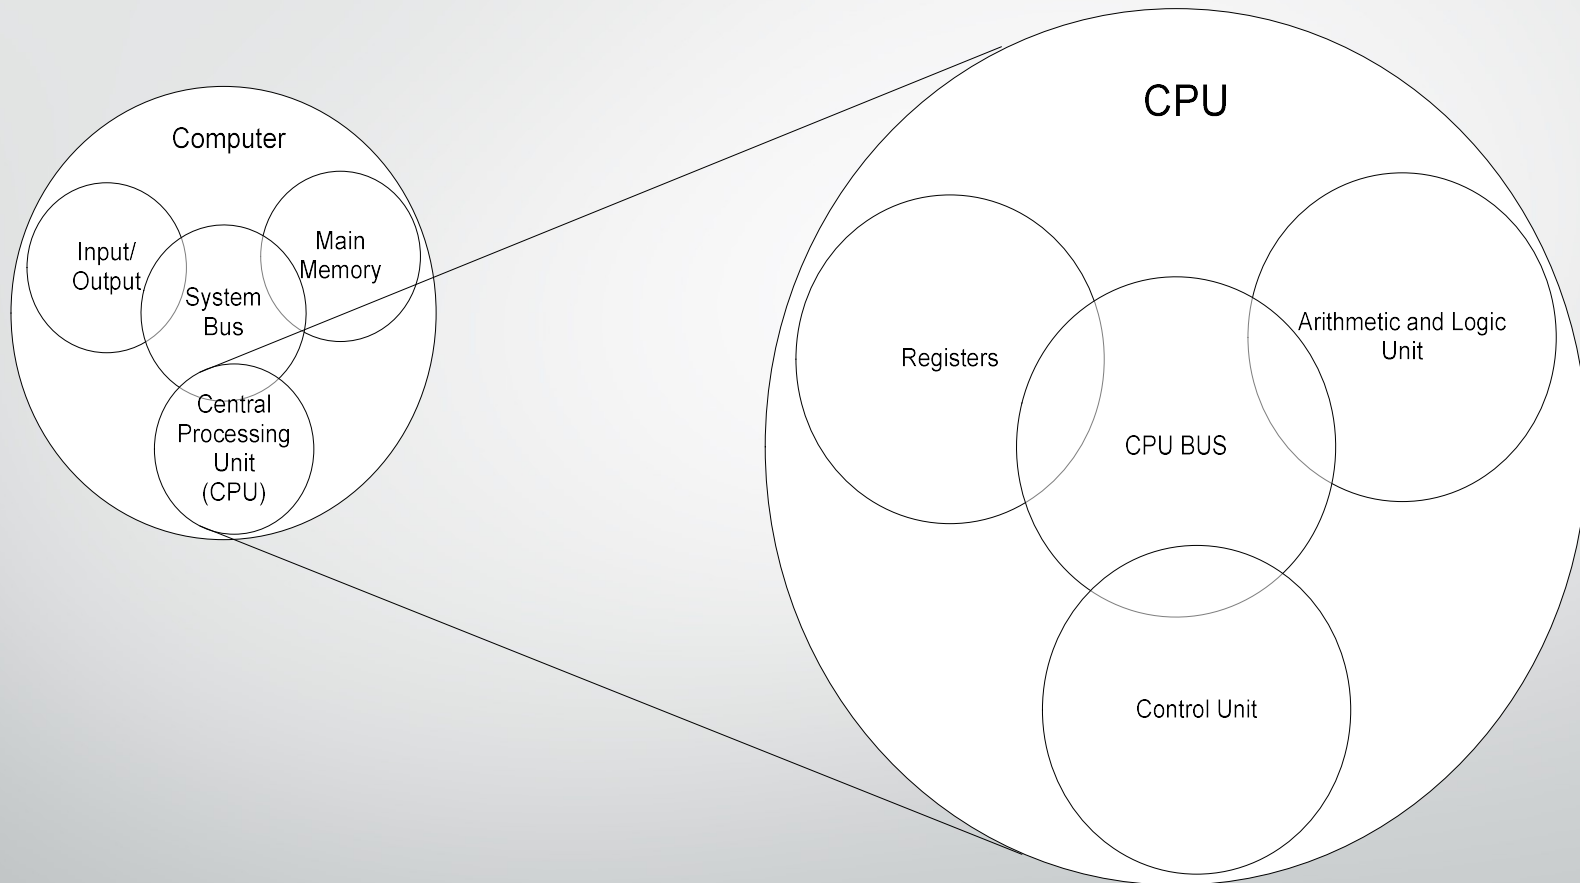 Computer
Input/
Output
System
Bus
Main
Memory
Central
Processing
Unit
(CPU)
CPU
Registers
CPU BUS
Arithmetic and Logic
Unit
Control Unit